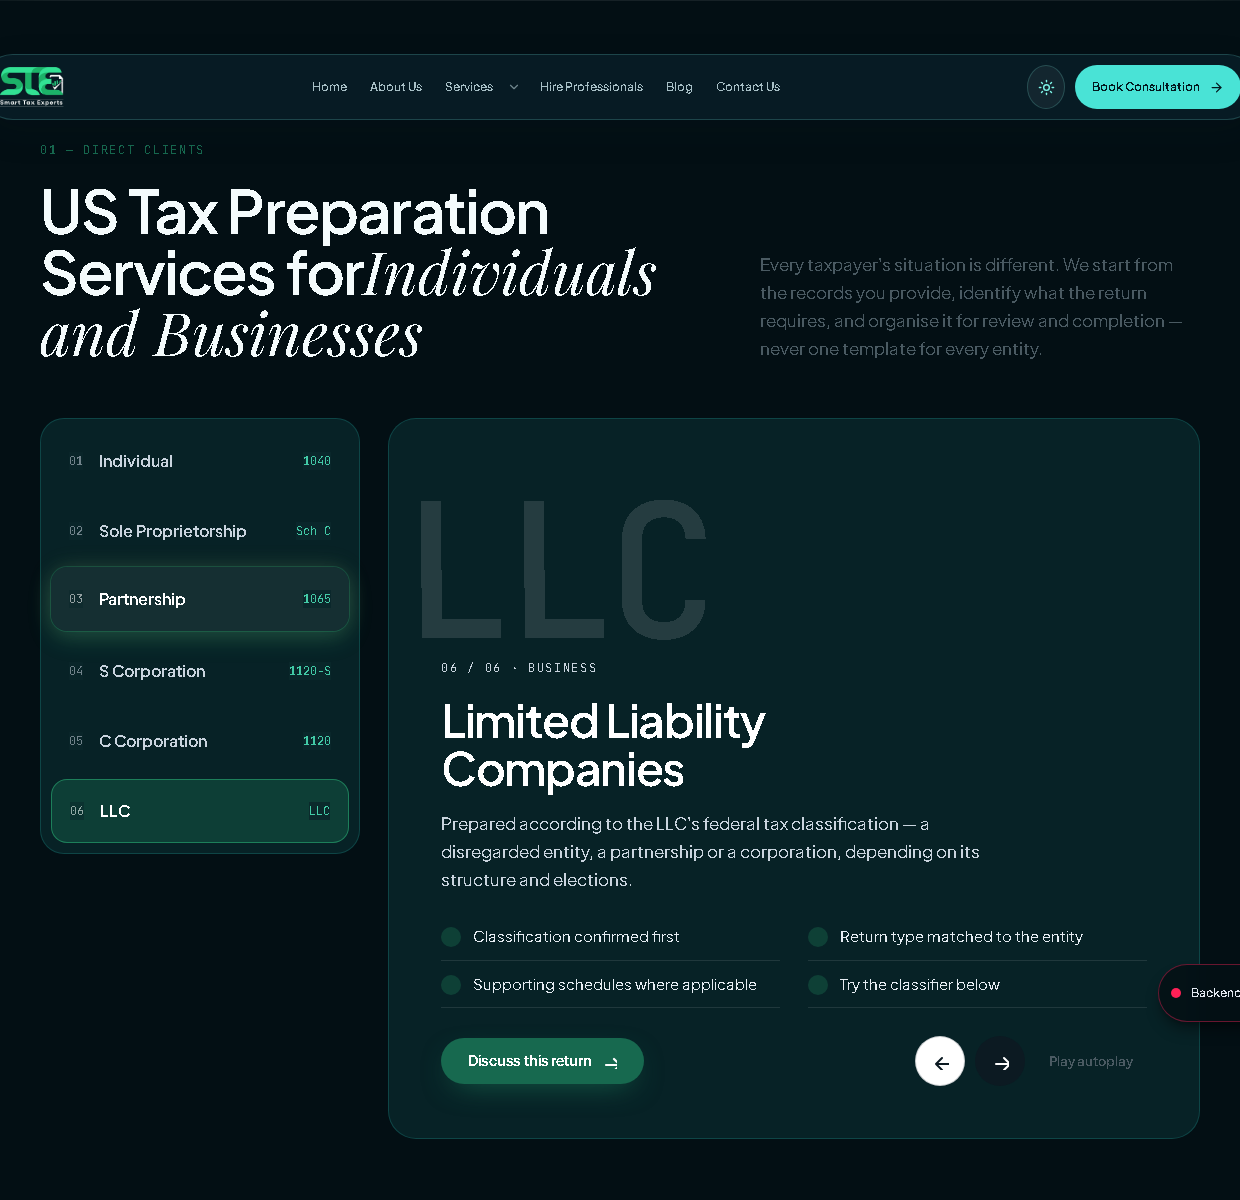 STE
Smart Tax Experts
Home About Us Services Hire Professionals Blog Contact Us
Book Consultation
01 — DIRECT CLIENTS
US Tax Preparation
Services forIndividuals
and Businesses
Every taxpayer's situation is different. We start from
the records you provide, identify what the return
requires, and organise it for review and completion —
never one template for every entity.
01 Individual 1040
02 Sole Proprietorship Sch C
03 Partnership 1065
04 S Corporation 1120-S
05 C Corporation 1120
06 LLC LLC
LLC
06 / 06 · BUSINESS
Limited Liability
Companies
Prepared according to the LLC's federal tax classification — a
disregarded entity, a partnership or a corporation, depending on its
structure and elections.
Classification confirmed first
Return type matched to the entity
Supporting schedules where applicable
Try the classifier below
Discuss this return
Play autoplay